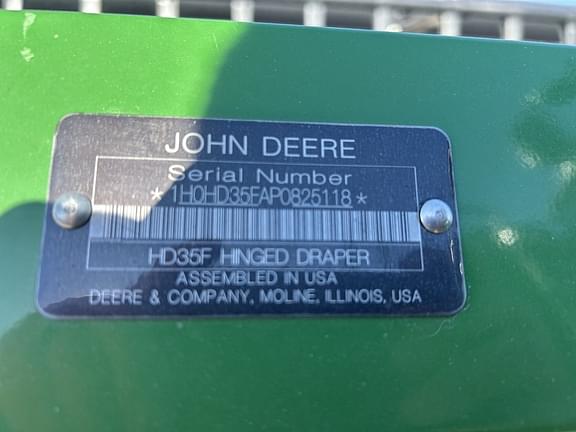 JOHN DEERE
Serial Number
*1H0HD35FAP0825118*
HD35F HINGED DRAPER
ASSEMBLED IN USA
DEERE & COMPANY, MOLINE, ILLINOIS, USA